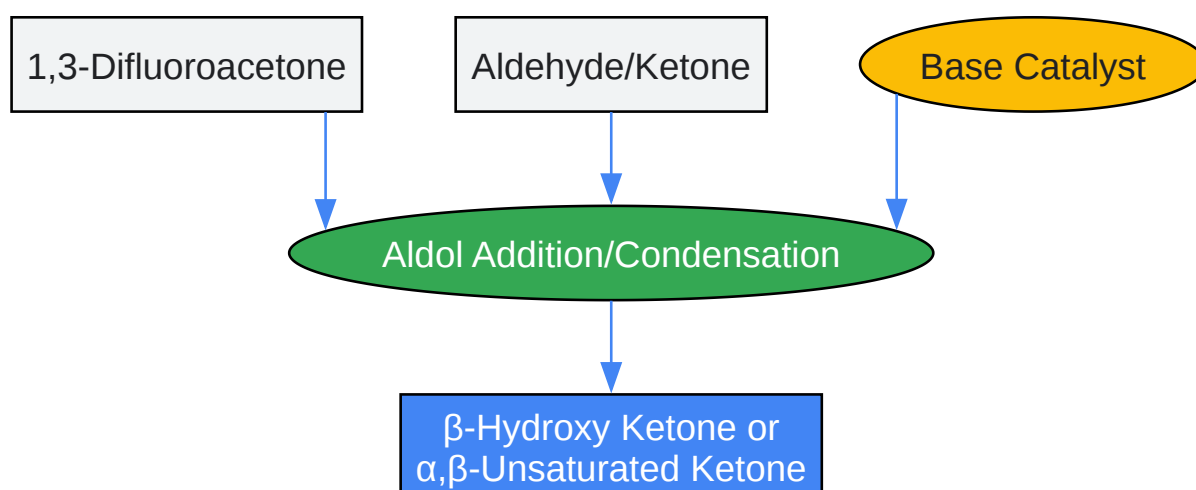 1,3-Difluoroacetone
Aldehyde/Ketone
Base Catalyst
Aldol Addition/Condensation
β-Hydroxy Ketone or
α,β-Unsaturated Ketone